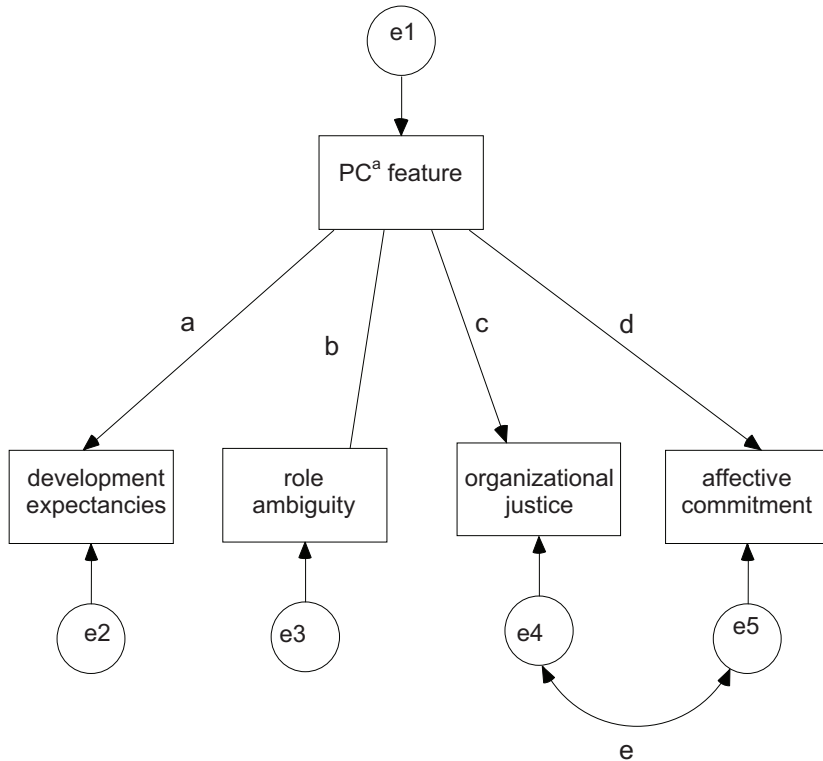 e1
PCª feature
a
b
c
d
development
expectancies
role
ambiguity
organizational
justice
affective
commitment
e2
e3
e4
e5
e